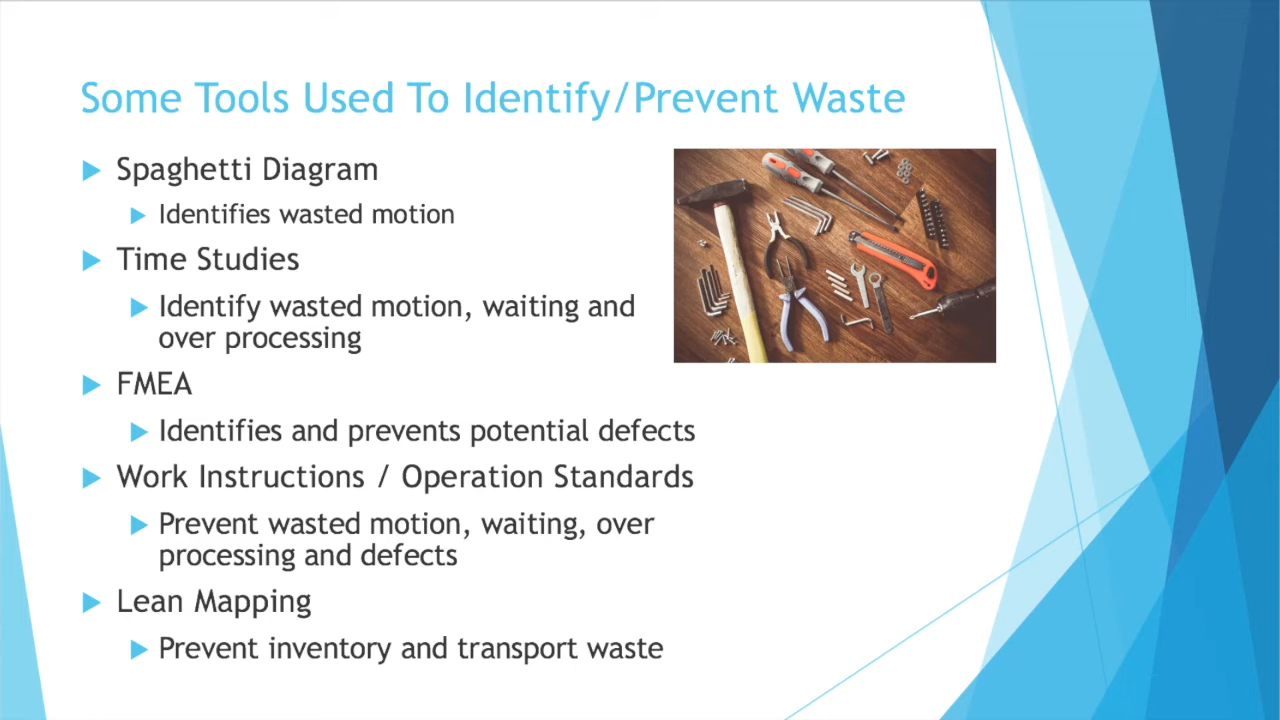 Some Tools Used To Identify/Prevent Waste
Spaghetti Diagram
Identifies wasted motion
Time Studies
Identify wasted motion, waiting and
over processing
FMEA
Identifies and prevents potential defects
Work Instructions / Operation Standards
Prevent wasted motion, waiting, over
processing and defects
Lean Mapping
Prevent inventory and transport waste